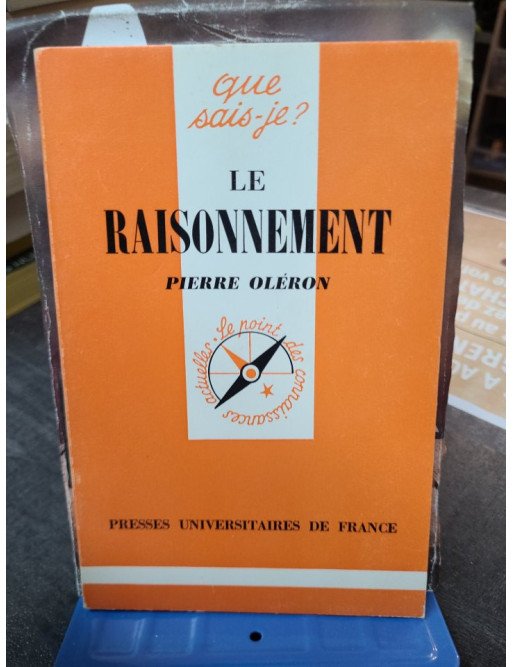 que
sais-je?
LE
RAISONNEMENT
PIERRE OLÉRON
Le point des connaissances actuelles
PRESSES UNIVERSITAIRES DE FRANCE